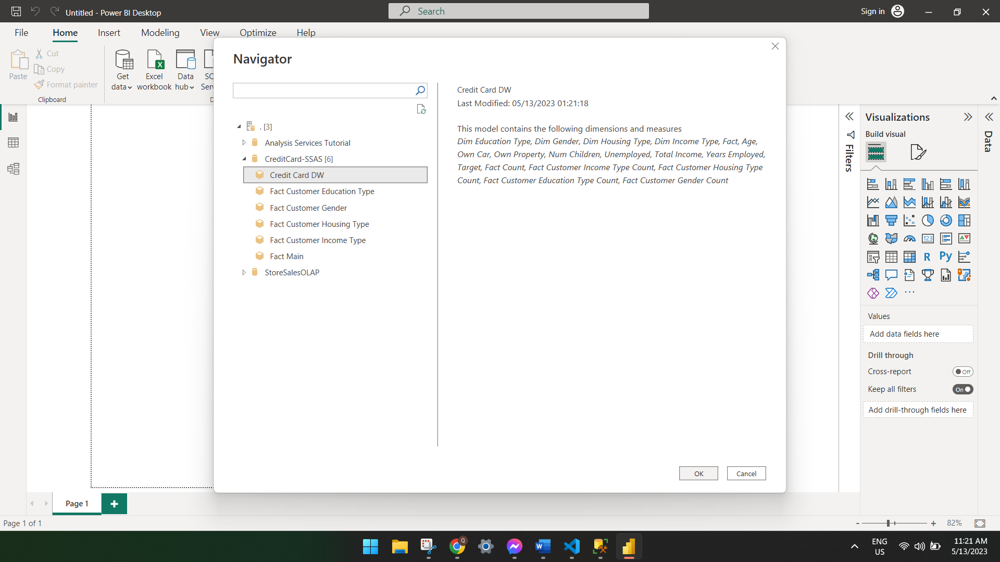 Untitled - Power BI Desktop
Search
Sign in
File
Home
Insert
Modeling
View
Optimize
Help
Paste
Cut
Copy
Format painter
Clipboard
Get
data
Excel
workbook
Data
hub
Navigator
Credit Card DW
Last Modified: 05/13/2023 01:21:18
This model contains the following dimensions and measures
Dim Education Type, Dim Gender, Dim Housing Type, Dim Income Type, Fact, Age,
Own Car, Own Property, Num Children, Unemployed, Total Income, Years Employed,
Target, Fact Count, Fact Customer Income Type Count, Fact Customer Housing Type
Count, Fact Customer Education Type Count, Fact Customer Gender Count
. [3]
Analysis Services Tutorial
CreditCard-SSAS [6]
Credit Card DW
Fact Customer Education Type
Fact Customer Gender
Fact Customer Housing Type
Fact Customer Income Type
Fact Main
StoreSalesOLAP
OK
Cancel
Filters
Visualizations
Build visual
123
R
Py
...
Values
Add data fields here
Drill through
Cross-report
Off
Keep all filters
On
Add drill-through fields here
Data
Page 1
Page 1 of 1
- + 82%
Q
W
ENG
US
11:21 AM
5/13/2023